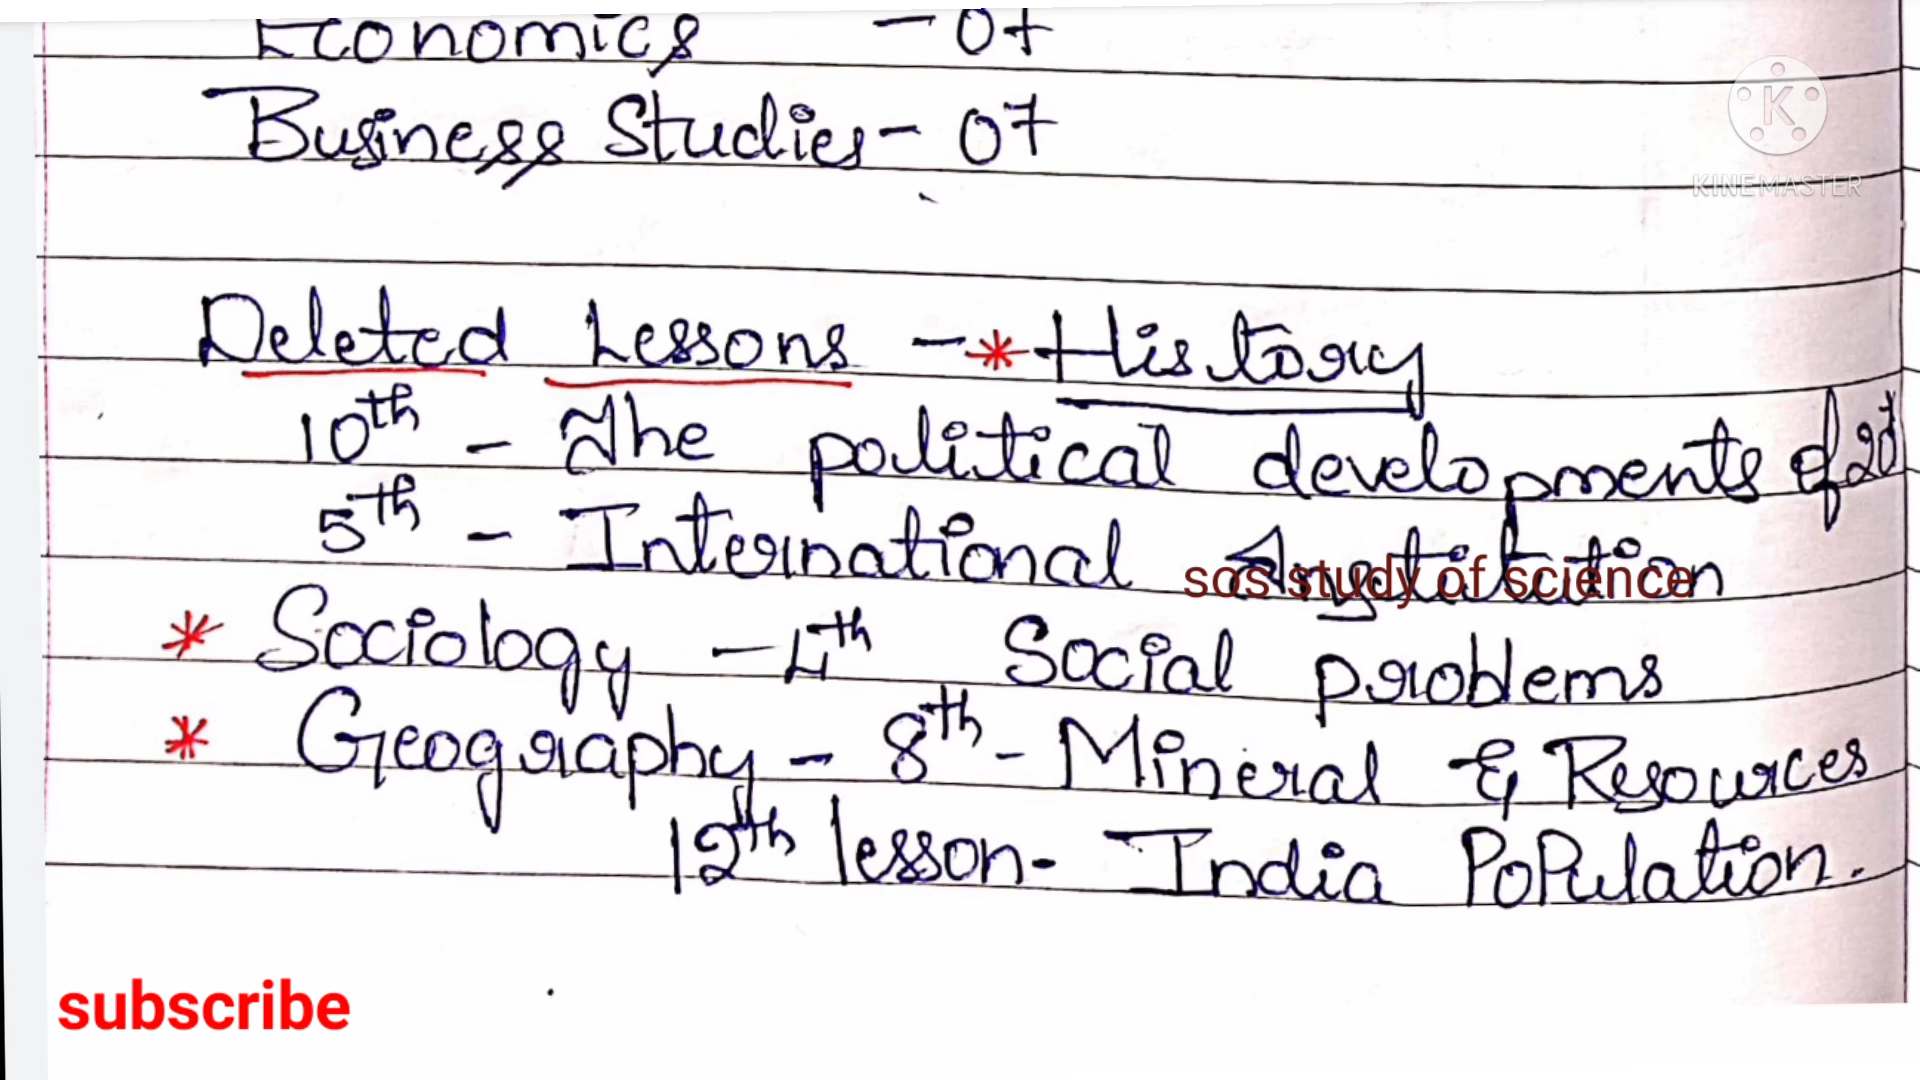 Economics - 07
Business Studies - 07
KINEMASTER
Deleted Lessons - * History
10th - The political developments of 20
5th - International Institution
sos study of science
* Sociology - 4th Social problems
* Geography - 8th - Mineral & Resources
12th lesson - India PoPulation.
subscribe